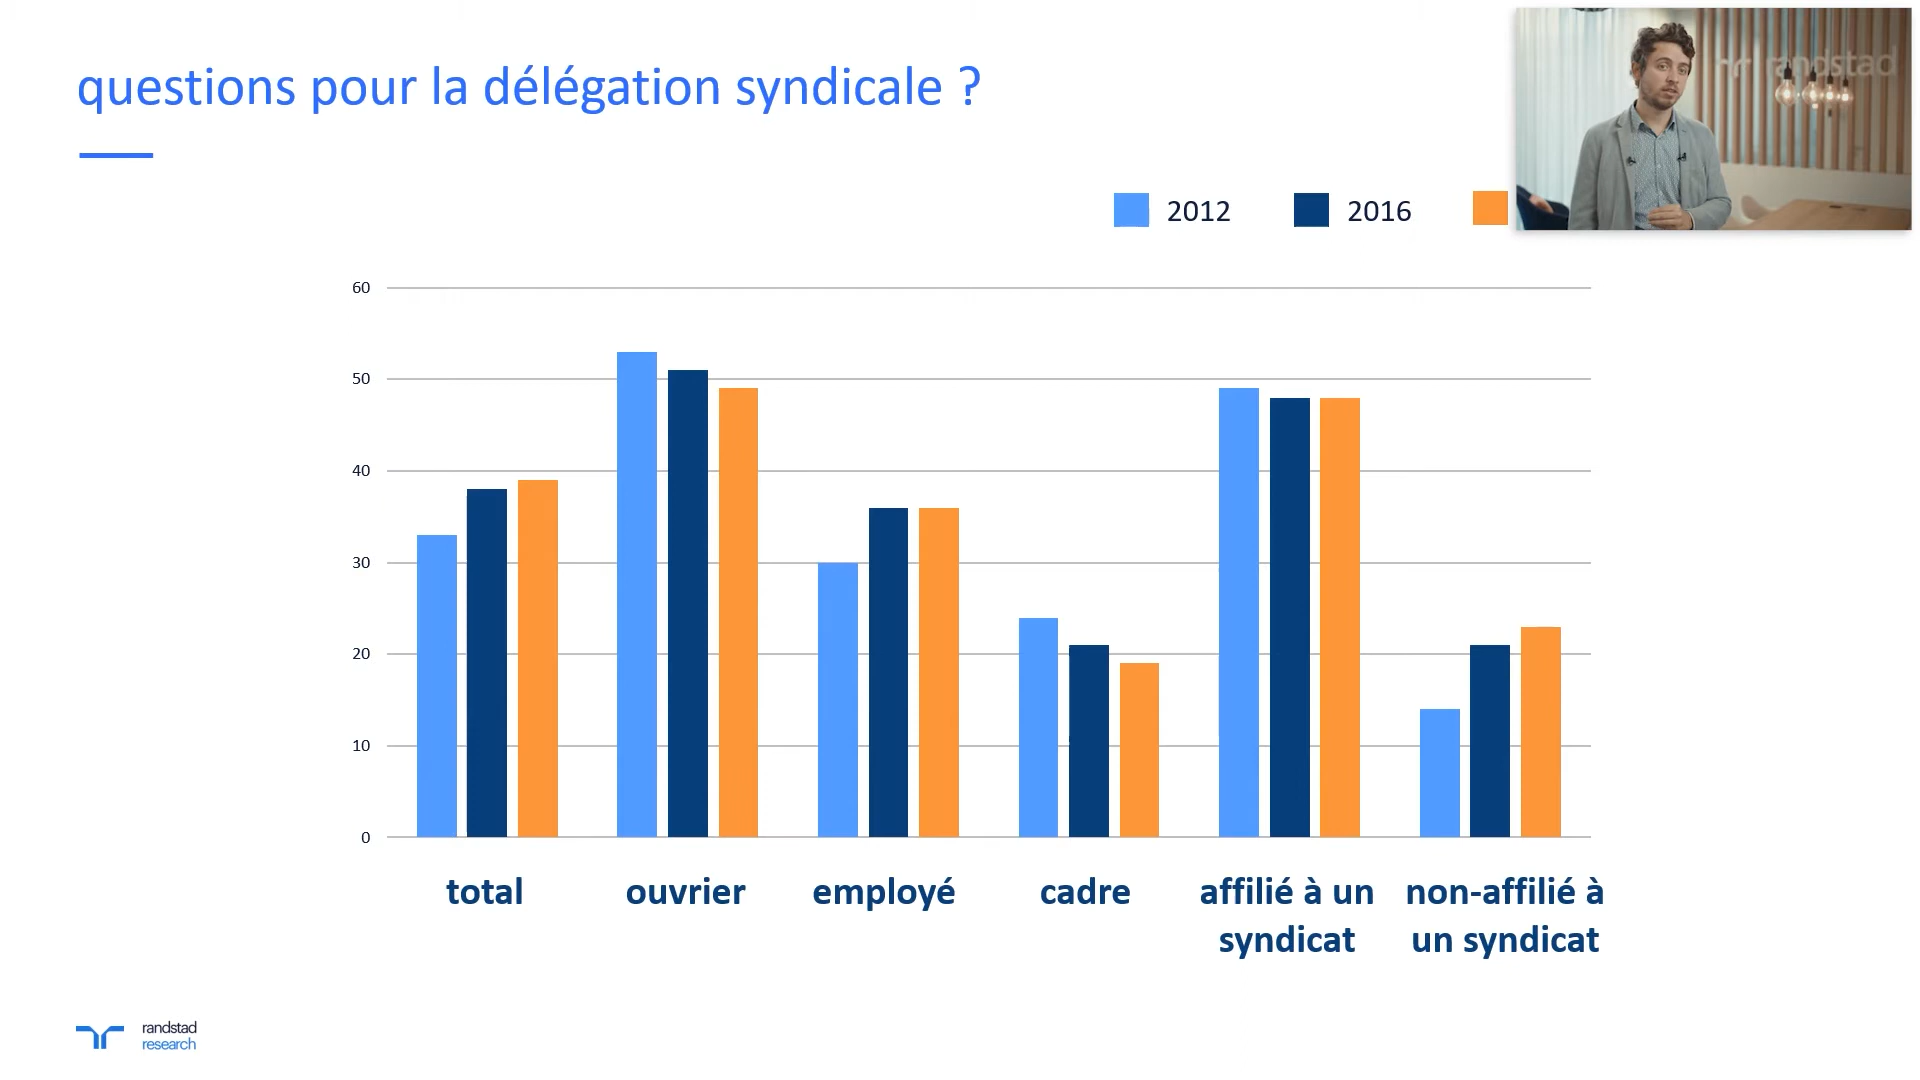 questions pour la délégation syndicale ?
randstad
2012
2016
60
50
40
30
20
10
0
total
ouvrier
employé
cadre
affilié à un
syndicat
non-affilié à
un syndicat
randstad
research